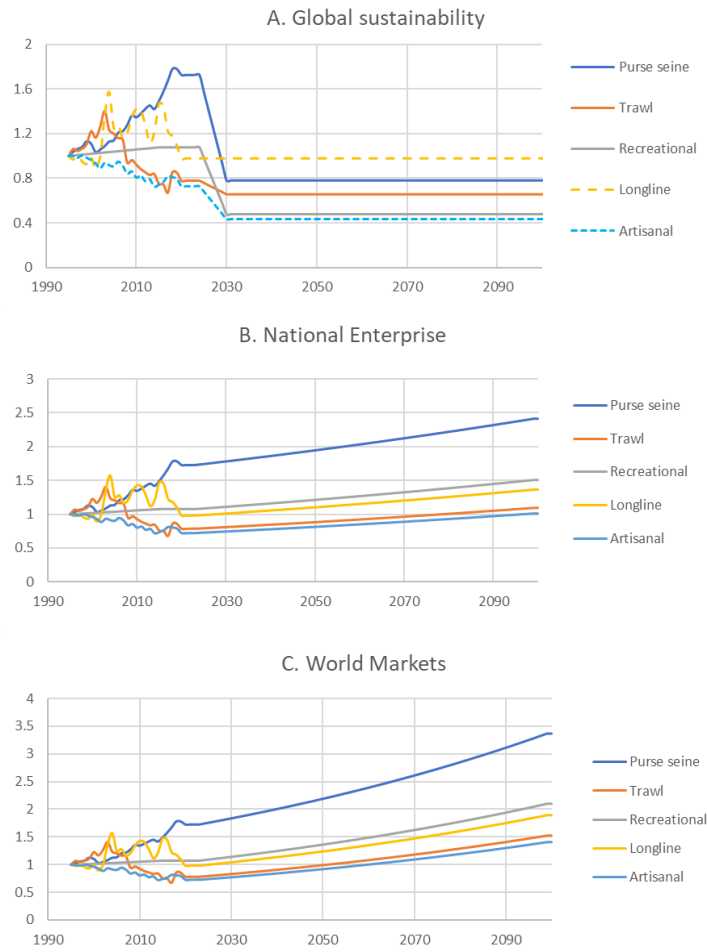 A. Global sustainability
2
1.6
1.2
0.8
0.4
0
1990 2010 2030 2050 2070 2090
Purse seine
Trawl
Recreational
Longline
Artisanal
B. National Enterprise
3
2.5
2
1.5
1
0.5
0
1990 2010 2030 2050 2070 2090
Purse seine
Trawl
Recreational
Longline
Artisanal
C. World Markets
4
3.5
3
2.5
2
1.5
1
0.5
0
1990 2010 2030 2050 2070 2090
Purse seine
Trawl
Recreational
Longline
Artisanal